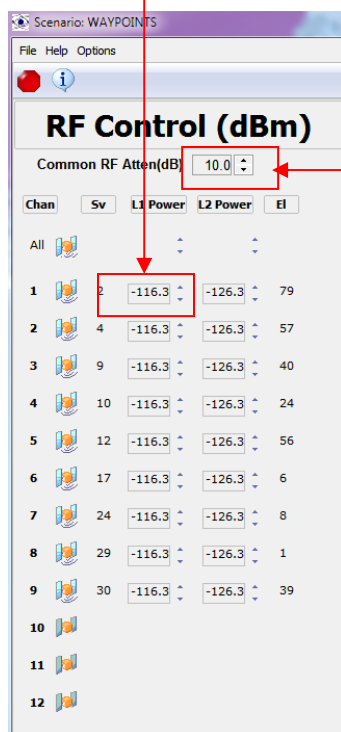 Scenario: WAYPOINTS
File Help Options
RF Control (dBm)
Common RF Atten(dB) 10.0
Chan Sv L1 Power L2 Power El
All
1 2 -116.3 -126.3 79
2 4 -116.3 -126.3 57
3 9 -116.3 -126.3 40
4 10 -116.3 -126.3 24
5 12 -116.3 -126.3 56
6 17 -116.3 -126.3 6
7 24 -116.3 -126.3 8
8 29 -116.3 -126.3 1
9 30 -116.3 -126.3 39
10
11
12